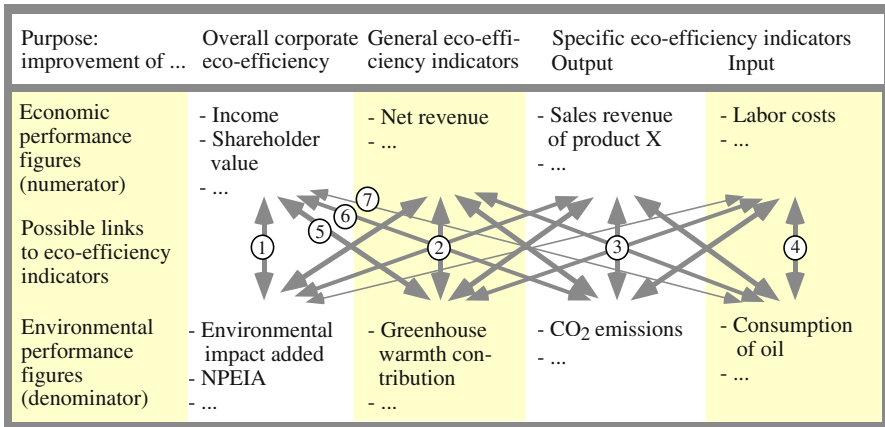 Purpose:
improvement of ...
Overall corporate
eco-efficiency
General eco-effi-
ciency indicators
Specific eco-efficiency indicators
Output Input
Economic
performance
figures
(numerator)
- Income
- Shareholder
value
- ...
- Net revenue
- ...
- Sales revenue
of product X
- ...
- Labor costs
- ...
Possible links
to eco-efficiency
indicators
1
5
6
7
2
3
4
Environmental
performance
figures
(denominator)
- Environmental
impact added
- NPEIA
- ...
- Greenhouse
warmth con-
tribution
- ...
- CO2 emissions
- ...
- Consumption
of oil
- ...